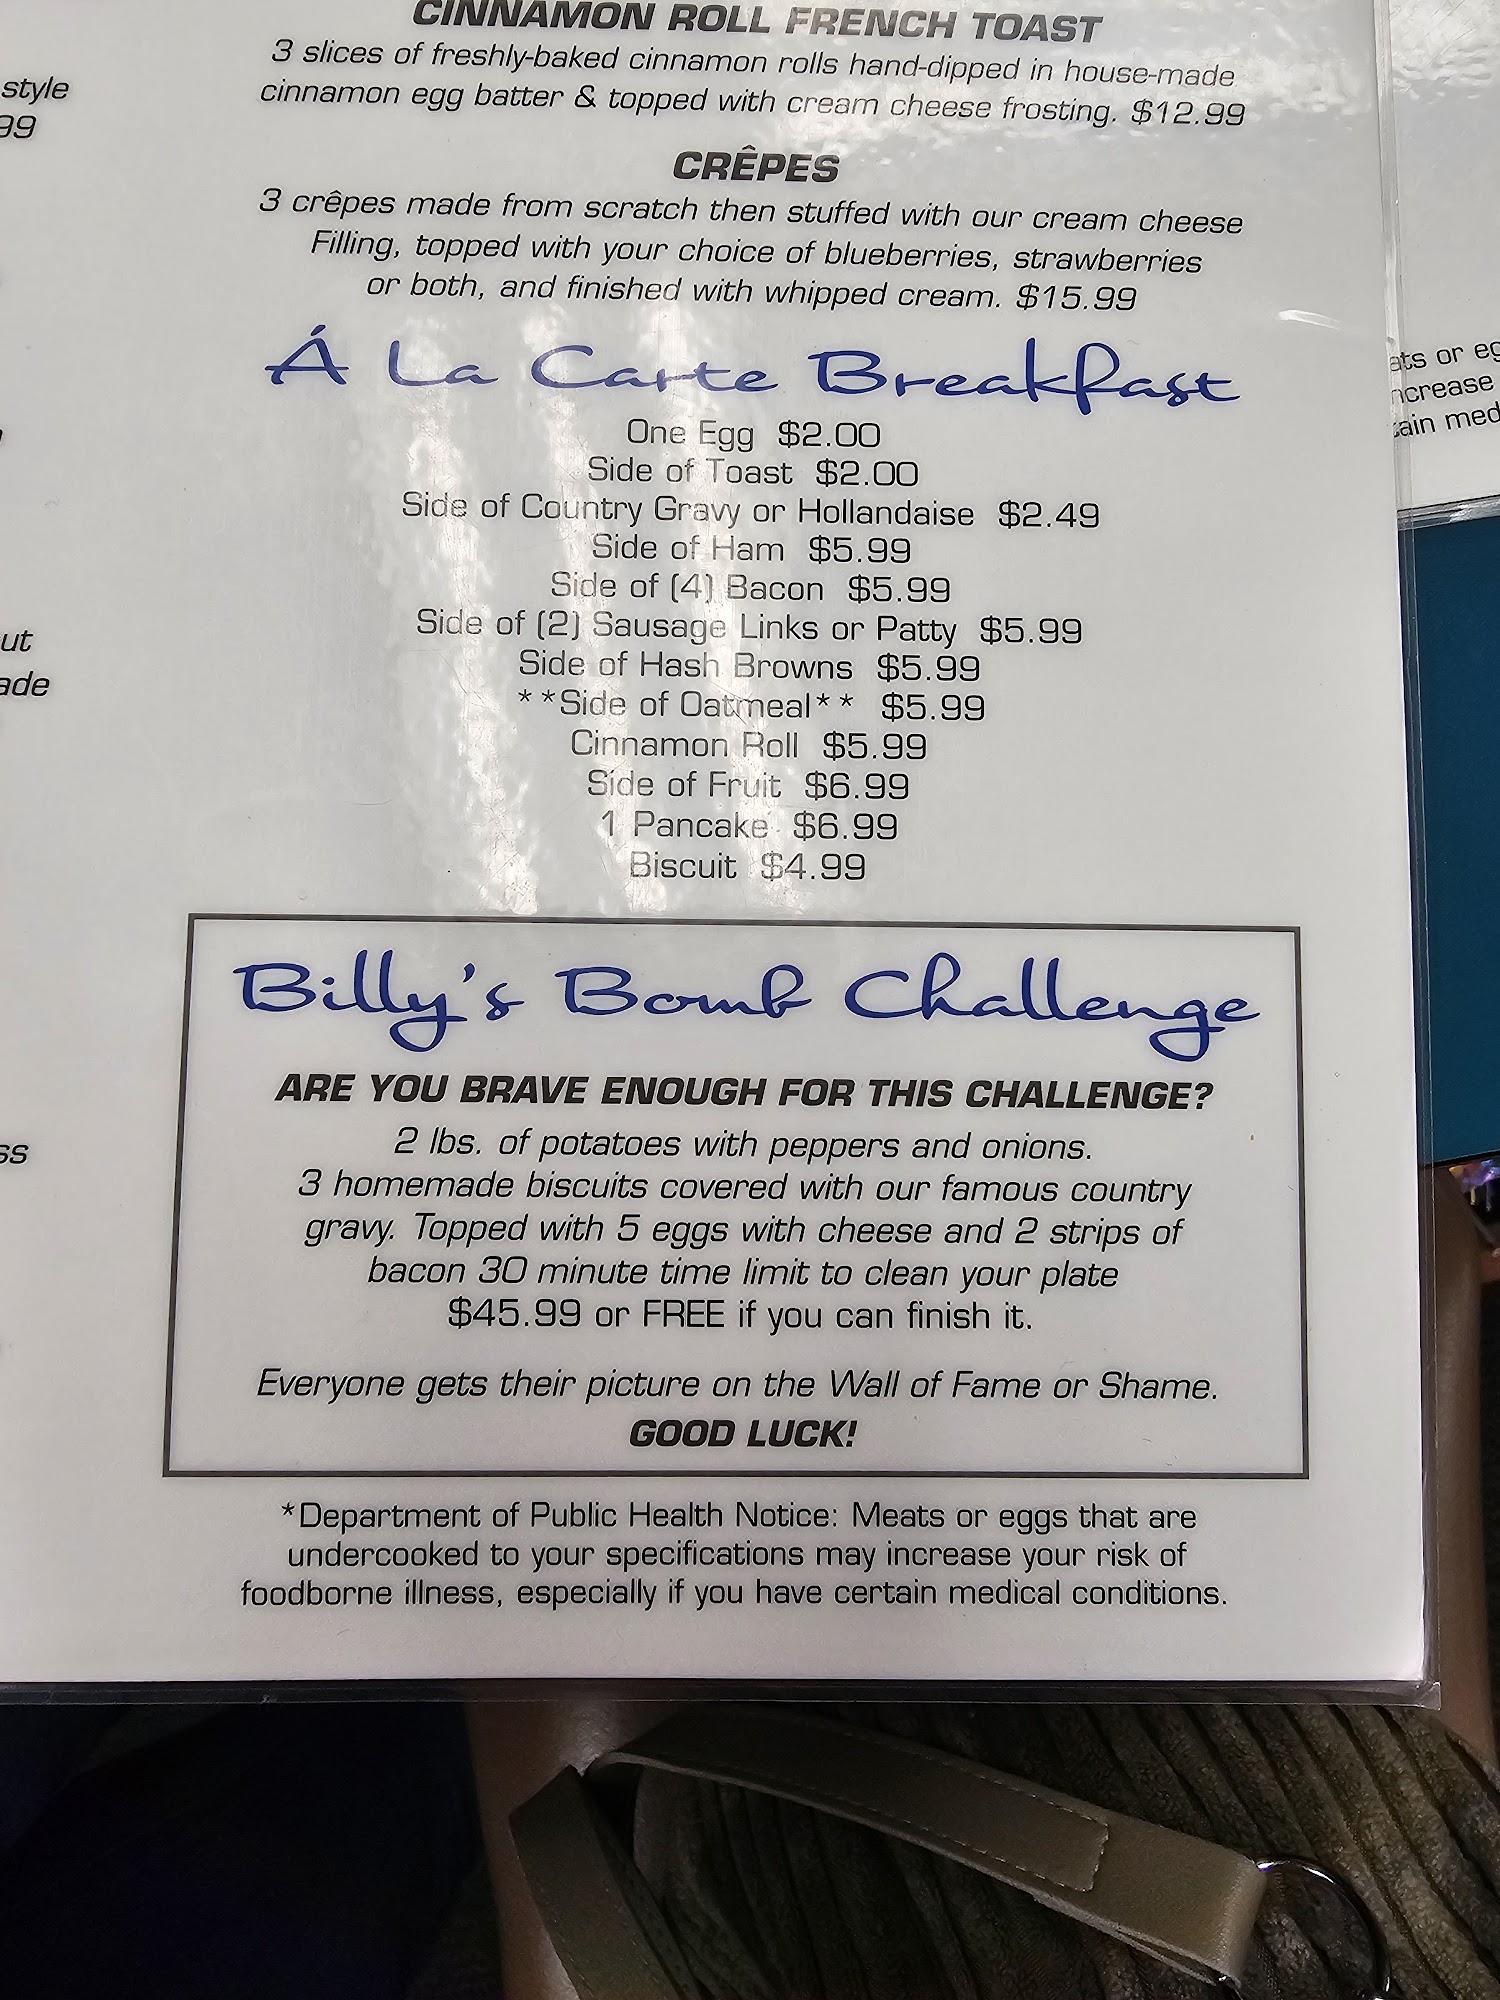 CINNAMON ROLL FRENCH TOAST
3 slices of freshly-baked cinnamon rolls hand-dipped in house-made
cinnamon egg batter & topped with cream cheese frosting. $12.99
CRÊPES
3 crêpes made from scratch then stuffed with our cream cheese
Filling, topped with your choice of blueberries, strawberries
or both, and finished with whipped cream. $15.99
Á La Carte Breakfast
One Egg $2.00
Side of Toast $2.00
Side of Country Gravy or Hollandaise $2.49
Side of Ham $5.99
Side of (4) Bacon $5.99
Side of (2) Sausage Links or Patty $5.99
Side of Hash Browns $5.99
**Side of Oatmeal** $5.99
Cinnamon Roll $5.99
Side of Fruit $6.99
1 Pancake $6.99
Biscuit $4.99
Billy's Bomb Challenge
ARE YOU BRAVE ENOUGH FOR THIS CHALLENGE?
2 lbs. of potatoes with peppers and onions.
3 homemade biscuits covered with our famous country
gravy. Topped with 5 eggs with cheese and 2 strips of
bacon 30 minute time limit to clean your plate
$45.99 or FREE if you can finish it.
Everyone gets their picture on the Wall of Fame or Shame.
GOOD LUCK!
*Department of Public Health Notice: Meats or eggs that are
undercooked to your specifications may increase your risk of
foodborne illness, especially if you have certain medical conditions.
style
99
ut
ade
ss
ats or eg
ncrease
tain med